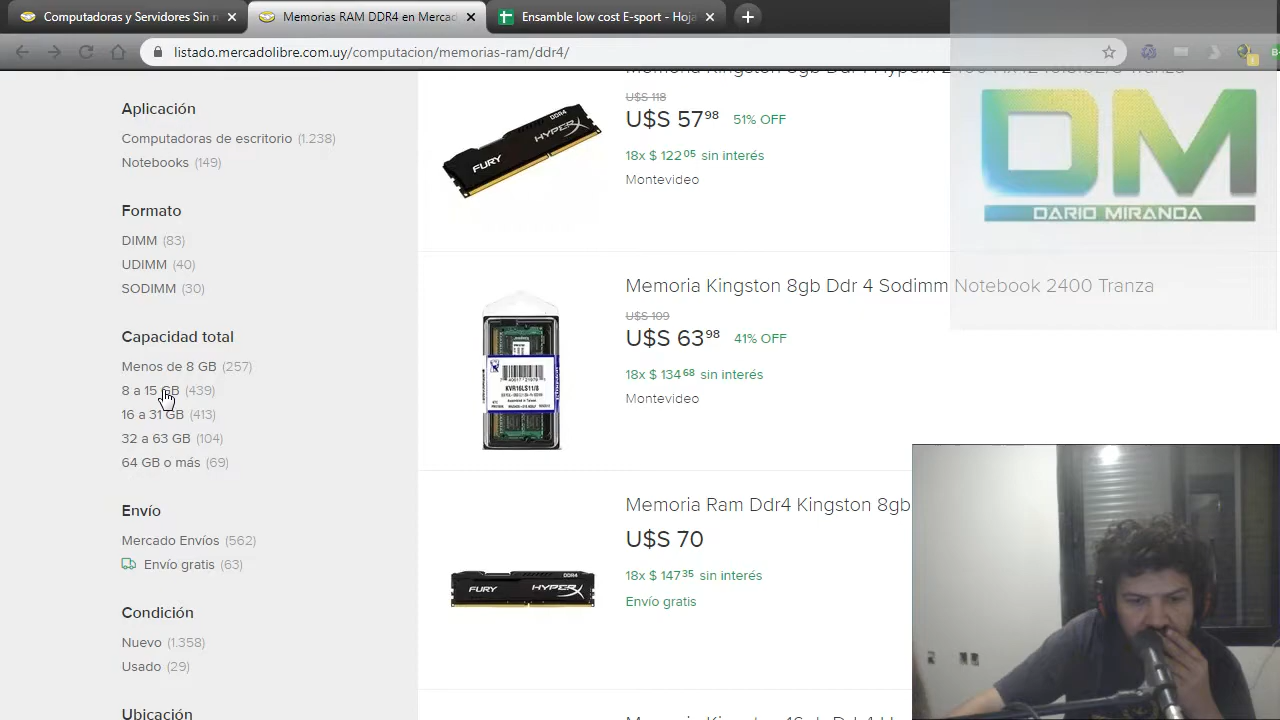 Computadoras y Servidores Sin
Memorias RAM DDR4 en Mercad
Ensamble low cost E-sport - Hoja
listado.mercadolibre.com.uy/computacion/memorias-ram/ddr4/
Aplicación
Computadoras de escritorio (1.238)
Notebooks (149)
Formato
DIMM (83)
UDIMM (40)
SODIMM (30)
Capacidad total
Menos de 8 GB (257)
8 a 15 GB (439)
16 a 31 GB (413)
32 a 63 GB (104)
64 GB o más (69)
Envío
Mercado Envíos (562)
Envío gratis (63)
Condición
Nuevo (1.358)
Usado (29)
Ubicación
U$S 118
U$S 57 98 51% OFF
18x $ 122 05 sin interés
Montevideo
FURY HYPERX DDR4
Memoria Kingston 8gb Ddr 4 Sodimm Notebook 2400 Tranza
U$S 109
U$S 63 98 41% OFF
18x $ 134 68 sin interés
Montevideo
KVR16LS11/8
Memoria Ram Ddr4 Kingston 8gb
U$S 70
18x $ 147 35 sin interés
Envío gratis
FURY HYPERX DDR4
DM
DARIO MIRANDA